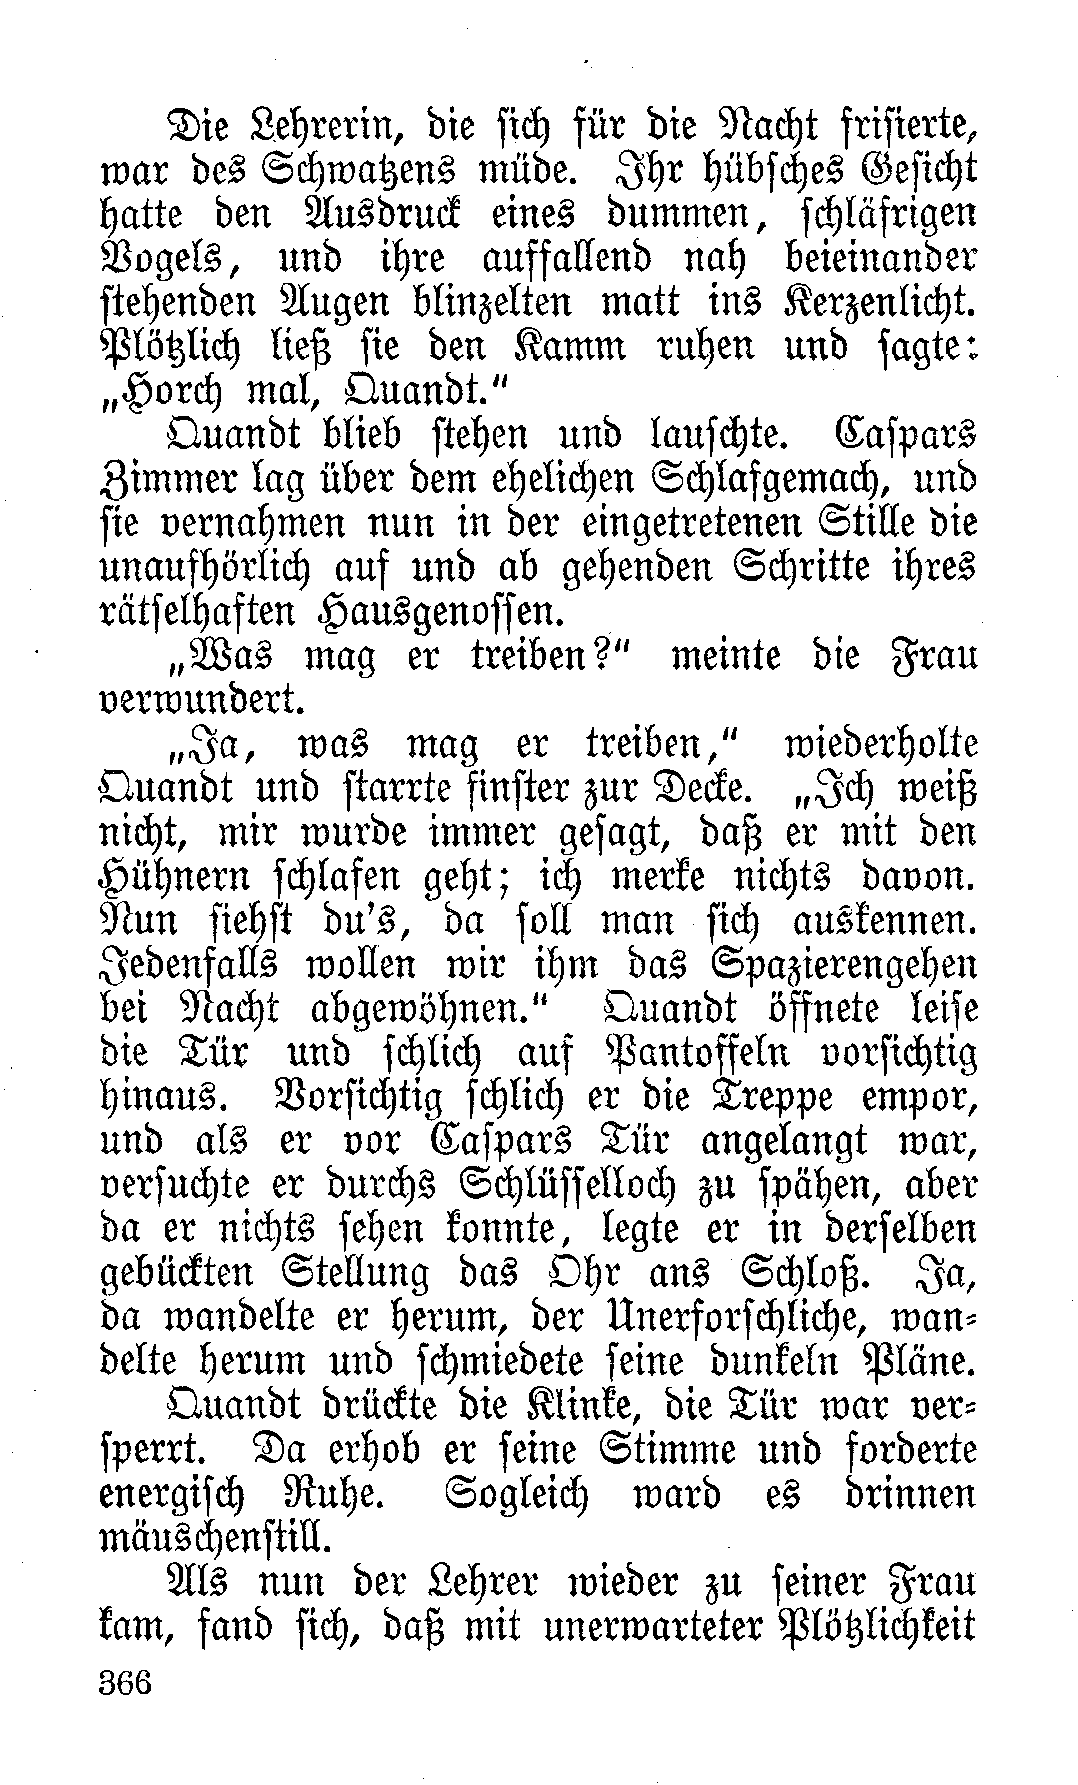 Die Lehrerin, die sich für die Nacht frisierte,
war des Schwatzens müde. Ihr hübsches Gesicht
hatte den Ausdruck eines dummen, schläfrigen
Vogels, und ihre auffallend nah beieinander
stehenden Augen blinzelten matt ins Kerzenlicht.
Plötzlich ließ sie den Kamm ruhen und sagte:
„Horch mal, Quandt."
Quandt blieb stehen und lauschte. Caspars
Zimmer lag über dem ehelichen Schlafgemach, und
sie vernahmen nun in der eingetretenen Stille die
unaufhörlich auf und ab gehenden Schritte ihres
rätselhaften Hausgenossen.
„Was mag er treiben?" meinte die Frau
verwundert.
„Ja, was mag er treiben," wiederholte
Quandt und starrte finster zur Decke. „Ich weiß
nicht, mir wurde immer gesagt, daß er mit den
Hühnern schlafen geht; ich merke nichts davon.
Nun siehst du's, da soll man sich auskennen.
Jedenfalls wollen wir ihm das Spazierengehen
bei Nacht abgewöhnen." Quandt öffnete leise
die Tür und schlich auf Pantoffeln vorsichtig
hinaus. Vorsichtig schlich er die Treppe empor,
und als er vor Caspars Tür angelangt war,
versuchte er durchs Schlüsselloch zu spähen, aber
da er nichts sehen konnte, legte er in derselben
gebückten Stellung das Ohr ans Schloß. Ja,
da wandelte er herum, der Unerforschliche, wan-
delte herum und schmiedete seine dunkeln Pläne.
Quandt drückte die Klinke, die Tür war ver-
sperrt. Da erhob er seine Stimme und forderte
energisch Ruhe. Sogleich ward es drinnen
mäuschenstill.
Als nun der Lehrer wieder zu seiner Frau
kam, fand sich, daß mit unerwarteter Plötzlichkeit
366